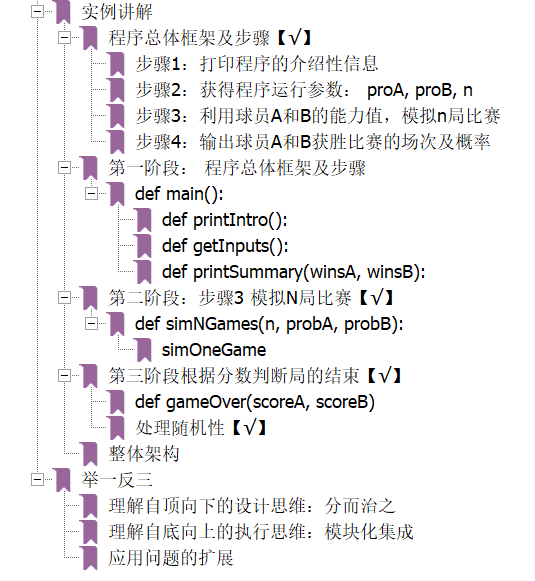 实例讲解
程序总体框架及步骤【√】
步骤1：打印程序的介绍性信息
步骤2：获得程序运行参数： proA, proB, n
步骤3：利用球员A和B的能力值，模拟n局比赛
步骤4：输出球员A和B获胜比赛的场次及概率
第一阶段： 程序总体框架及步骤
def main():
def printIntro():
def getInputs():
def printSummary(winsA, winsB):
第二阶段：步骤3 模拟N局比赛【√】
def simNGames(n, probA, probB):
simOneGame
第三阶段根据分数判断局的结束【√】
def gameOver(scoreA, scoreB)
处理随机性【√】
整体架构
举一反三
理解自顶向下的设计思维：分而治之
理解自底向上的执行思维：模块化集成
应用问题的扩展